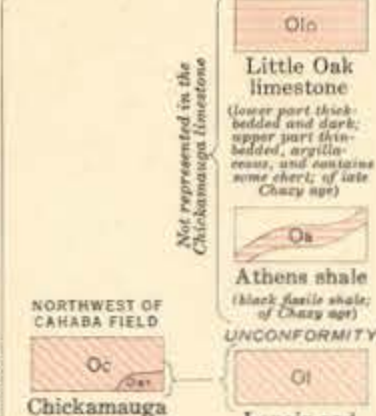 Olo
Little Oak
limestone
(lower part thick-
bedded and dark;
upper part thin-
bedded, argilla-
ceous, and contains
some chert; of late
Chazy age)
Not represented in the
Chickamauga limestone
Oa
Athens shale
(black fissile shale;
of Chazy age)
UNCONFORMITY
NORTHWEST OF
CAHABA FIELD
Oc
Ol
Chickamauga